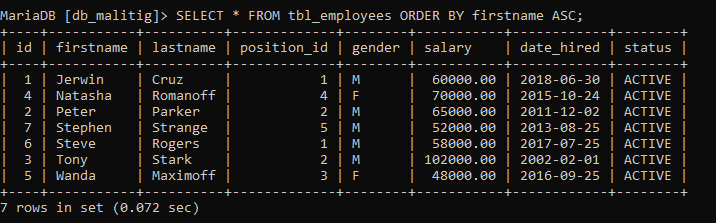 MariaDB [db_malitig]> SELECT * FROM tbl_employees ORDER BY firstname ASC;
+----+-----------+-----------+-------------+--------+-----------+------------+--------+
| id | firstname | lastname  | position_id | gender | salary    | date_hired | status |
+----+-----------+-----------+-------------+--------+-----------+------------+--------+
|  1 | Jerwin    | Cruz      |           1 | M      |  60000.00 | 2018-06-30 | ACTIVE |
|  4 | Natasha   | Romanoff  |           4 | F      |  70000.00 | 2015-10-24 | ACTIVE |
|  2 | Peter     | Parker    |           2 | M      |  65000.00 | 2011-12-02 | ACTIVE |
|  7 | Stephen   | Strange   |           5 | M      |  52000.00 | 2013-08-25 | ACTIVE |
|  6 | Steve     | Rogers    |           1 | M      |  58000.00 | 2017-07-25 | ACTIVE |
|  3 | Tony      | Stark     |           2 | M      | 102000.00 | 2002-02-01 | ACTIVE |
|  5 | Wanda     | Maximoff  |           3 | F      |  48000.00 | 2016-09-25 | ACTIVE |
+----+-----------+-----------+-------------+--------+-----------+------------+--------+
7 rows in set (0.072 sec)